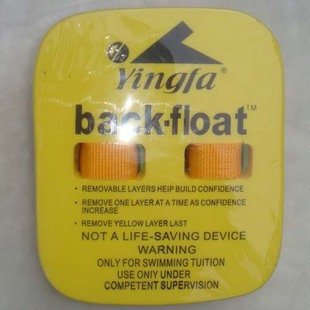 Yingfa®
back-float™
• REMOVABLE LAYERS HEIP BUILD CONFIDENCE
• REMOVE ONE LAYER AT A TIME AS CONFIDENCE
INCREASE
• REMOVE YELLOW LAYER LAST
NOT A LIFE-SAVING DEVICE
WARNING
ONLY FOR SWIMMING TUITION
USE ONIY UNDER
COMPETENT SUPERVISION